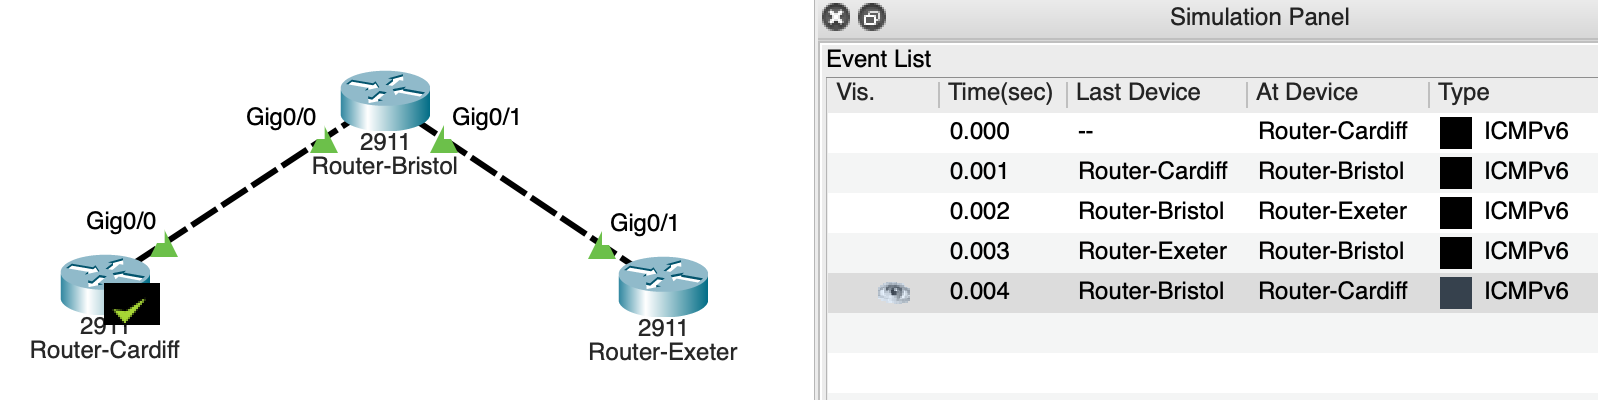 Gig0/0
Gig0/1
2911
Router-Bristol
Gig0/0
Gig0/1
2911
Router-Cardiff
2911
Router-Exeter
Simulation Panel
Event List
Vis. Time(sec) Last Device At Device Type
0.000 -- Router-Cardiff ICMPv6
0.001 Router-Cardiff Router-Bristol ICMPv6
0.002 Router-Bristol Router-Exeter ICMPv6
0.003 Router-Exeter Router-Bristol ICMPv6
0.004 Router-Bristol Router-Cardiff ICMPv6